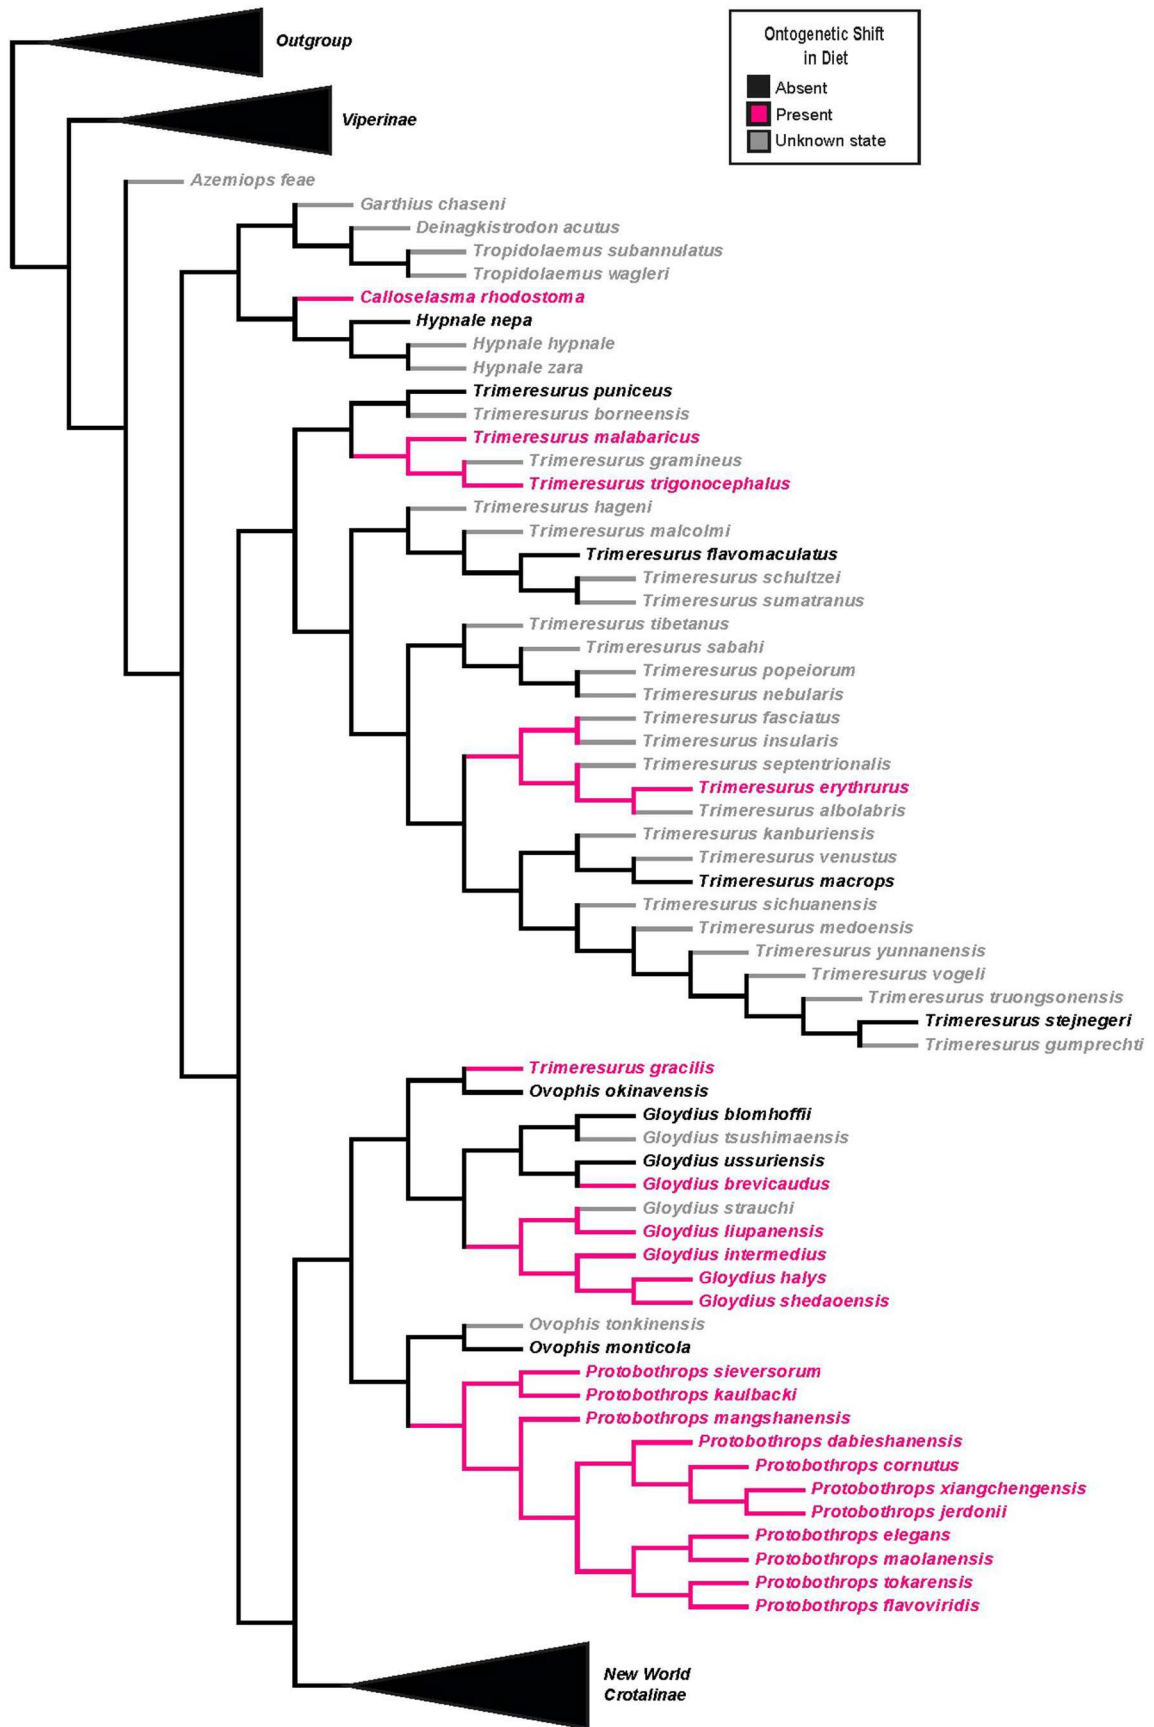 Outgroup
Ontogenetic Shift
in Diet
Absent
Present
Unknown state
Viperinae
Azemiops feae
Garthius chaseni
Deinagkistrodon acutus
Tropidolaemus subannulatus
Tropidolaemus wagleri
Calloselasma rhodostoma
Hypnale nepa
Hypnale hypnale
Hypnale zara
Trimeresurus puniceus
Trimeresurus borneensis
Trimeresurus malabaricus
Trimeresurus gramineus
Trimeresurus trigonocephalus
Trimeresurus hageni
Trimeresurus malcolmi
Trimeresurus flavomaculatus
Trimeresurus schultzei
Trimeresurus sumatranus
Trimeresurus tibetanus
Trimeresurus sabahi
Trimeresurus popeiorum
Trimeresurus nebularis
Trimeresurus fasciatus
Trimeresurus insularis
Trimeresurus septentrionalis
Trimeresurus erythrurus
Trimeresurus albolabris
Trimeresurus kanburiensis
Trimeresurus venustus
Trimeresurus macrops
Trimeresurus sichuanensis
Trimeresurus medoensis
Trimeresurus yunnanensis
Trimeresurus vogeli
Trimeresurus truongsonensis
Trimeresurus stejnegeri
Trimeresurus gumprechti
Trimeresurus gracilis
Ovophis okinavensis
Gloydius blomhoffii
Gloydius tsushimaensis
Gloydius ussuriensis
Gloydius brevicaudus
Gloydius strauchi
Gloydius liupanensis
Gloydius intermedius
Gloydius halys
Gloydius shedaoensis
Ovophis tonkinensis
Ovophis monticola
Protobothrops sieversorum
Protobothrops kaulbacki
Protobothrops mangshanensis
Protobothrops dabieshanensis
Protobothrops cornutus
Protobothrops xiangchengensis
Protobothrops jerdonii
Protobothrops elegans
Protobothrops maolanensis
Protobothrops tokarensis
Protobothrops flavoviridis
New World
Crotalinae